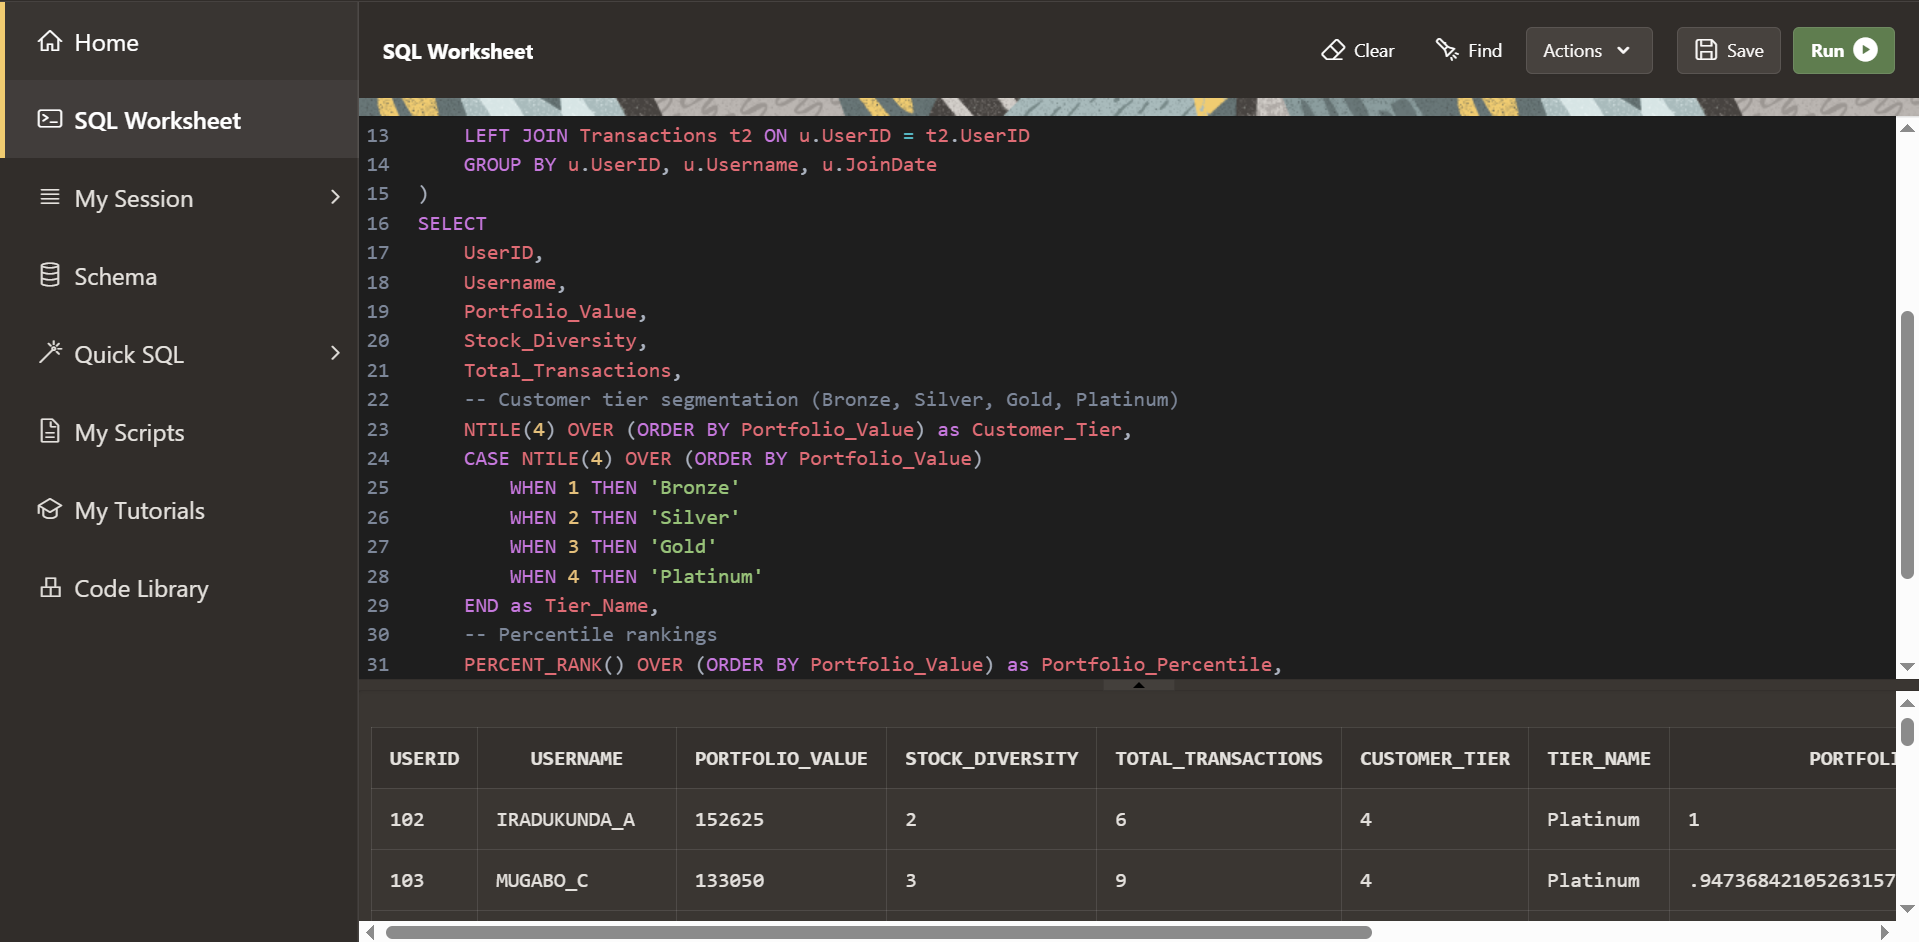 Home
SQL Worksheet
My Session
Schema
Quick SQL
My Scripts
My Tutorials
Code Library
SQL Worksheet
Clear
Find
Actions
Save
Run
13 LEFT JOIN Transactions t2 ON u.UserID = t2.UserID
14 GROUP BY u.UserID, u.Username, u.JoinDate
15 )
16 SELECT
17 UserID,
18 Username,
19 Portfolio_Value,
20 Stock_Diversity,
21 Total_Transactions,
22 -- Customer tier segmentation (Bronze, Silver, Gold, Platinum)
23 NTILE(4) OVER (ORDER BY Portfolio_Value) as Customer_Tier,
24 CASE NTILE(4) OVER (ORDER BY Portfolio_Value)
25 WHEN 1 THEN 'Bronze'
26 WHEN 2 THEN 'Silver'
27 WHEN 3 THEN 'Gold'
28 WHEN 4 THEN 'Platinum'
29 END as Tier_Name,
30 -- Percentile rankings
31 PERCENT_RANK() OVER (ORDER BY Portfolio_Value) as Portfolio_Percentile,
USERID USERNAME PORTFOLIO_VALUE STOCK_DIVERSITY TOTAL_TRANSACTIONS CUSTOMER_TIER TIER_NAME PORTFOLI
102 IRADUKUNDA_A 152625 2 6 4 Platinum 1
103 MUGABO_C 133050 3 9 4 Platinum .94736842105263157